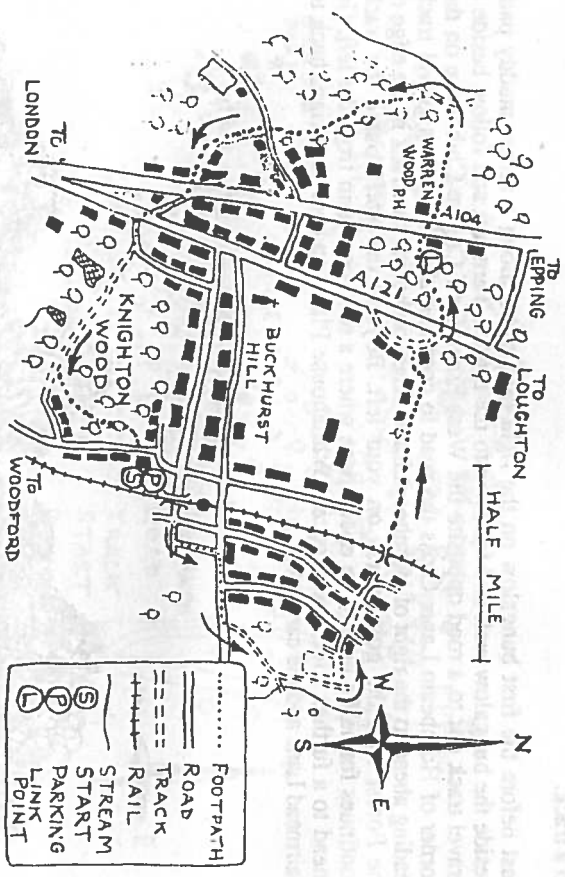 TO
EPPING
TO
LOUGHTON
HALF MILE
N
W
E
S
A104
WARREN
WOOD PH
L
A121
BUCKHURST
HILL
KNIGHTON
WOOD
TO
LONDON
P
S
TO
WOODFORD
FOOTPATH
ROAD
TRACK
RAIL
STREAM
S START
P PARKING
L LINK
POINT